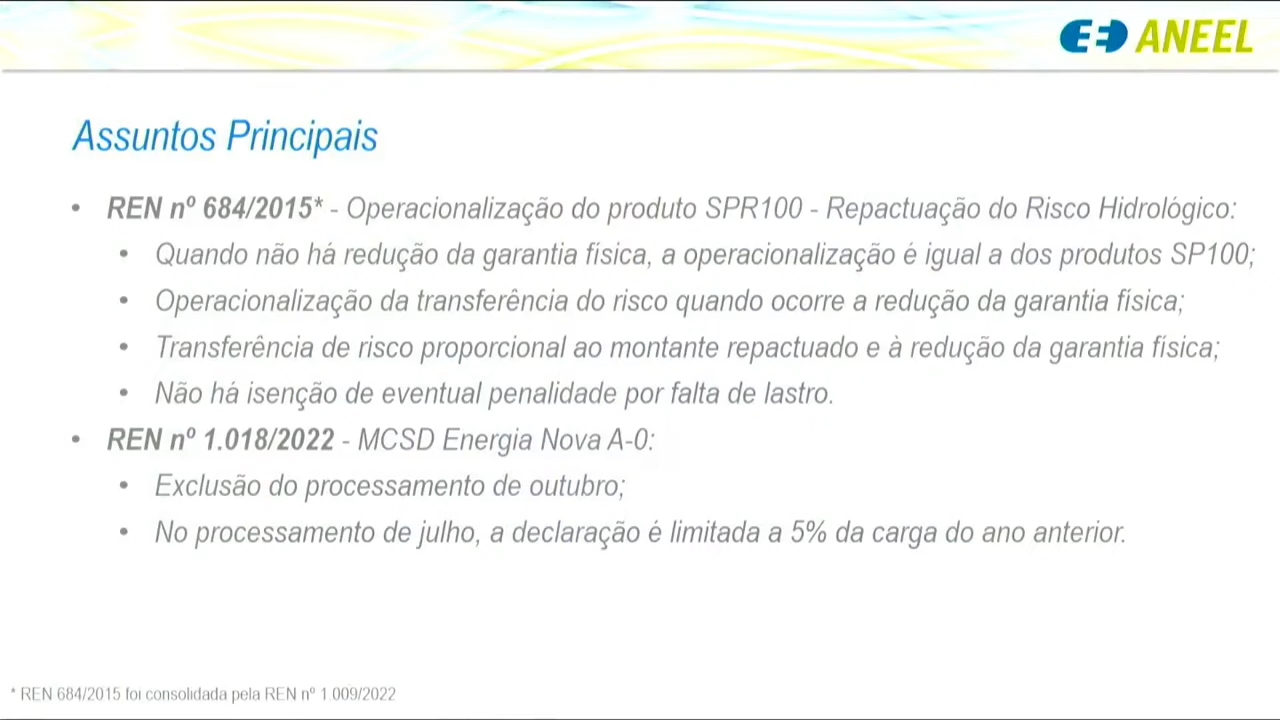 ANEEL
Assuntos Principais
• REN nº 684/2015* - Operacionalização do produto SPR100 - Repactuação do Risco Hidrológico:
• Quando não há redução da garantia física, a operacionalização é igual a dos produtos SP100;
• Operacionalização da transferência do risco quando ocorre a redução da garantia física;
• Transferência de risco proporcional ao montante repactuado e à redução da garantia física;
• Não há isenção de eventual penalidade por falta de lastro.
• REN nº 1.018/2022 - MCSD Energia Nova A-0:
• Exclusão do processamento de outubro;
• No processamento de julho, a declaração é limitada a 5% da carga do ano anterior.
* REN 684/2015 foi consolidada pela REN nº 1.009/2022